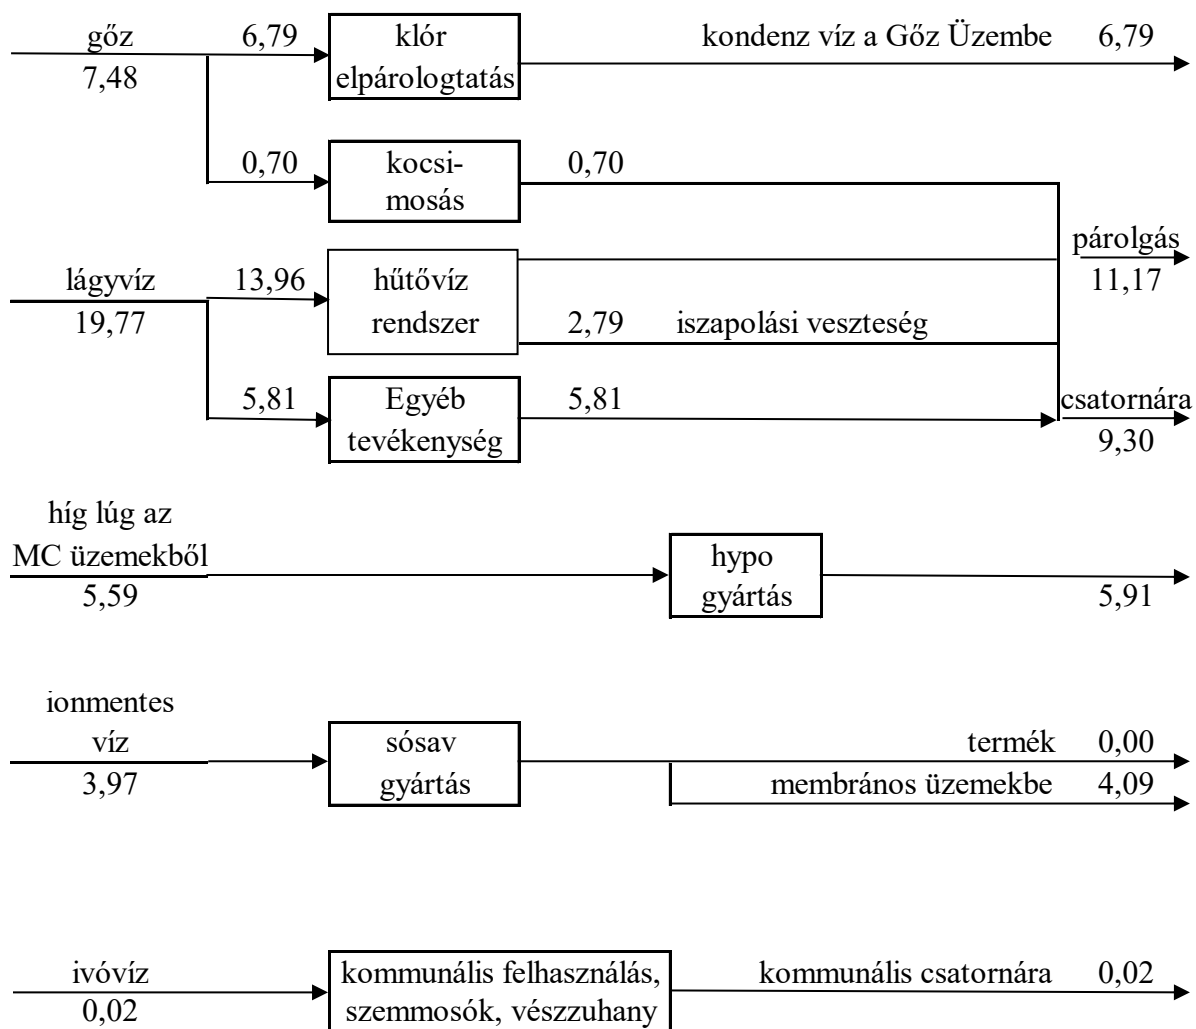 gőz 6,79 klór kondenz víz a Gőz Üzembe 6,79
7,48 elpárologtatás
0,70 kocsi- 0,70
mosás
párolgás
lágyvíz 13,96 hűtővíz 11,17
19,77 rendszer 2,79 iszapolási veszteség
5,81 Egyéb 5,81 csatornára
tevékenység 9,30
híg lúg az
MC üzemekből hypo
5,59 gyártás 5,91
ionmentes
víz sósav termék 0,00
3,97 gyártás membrános üzemekbe 4,09
ivóvíz kommunális felhasználás, kommunális csatornára 0,02
0,02 szemmosók, vészzuhany